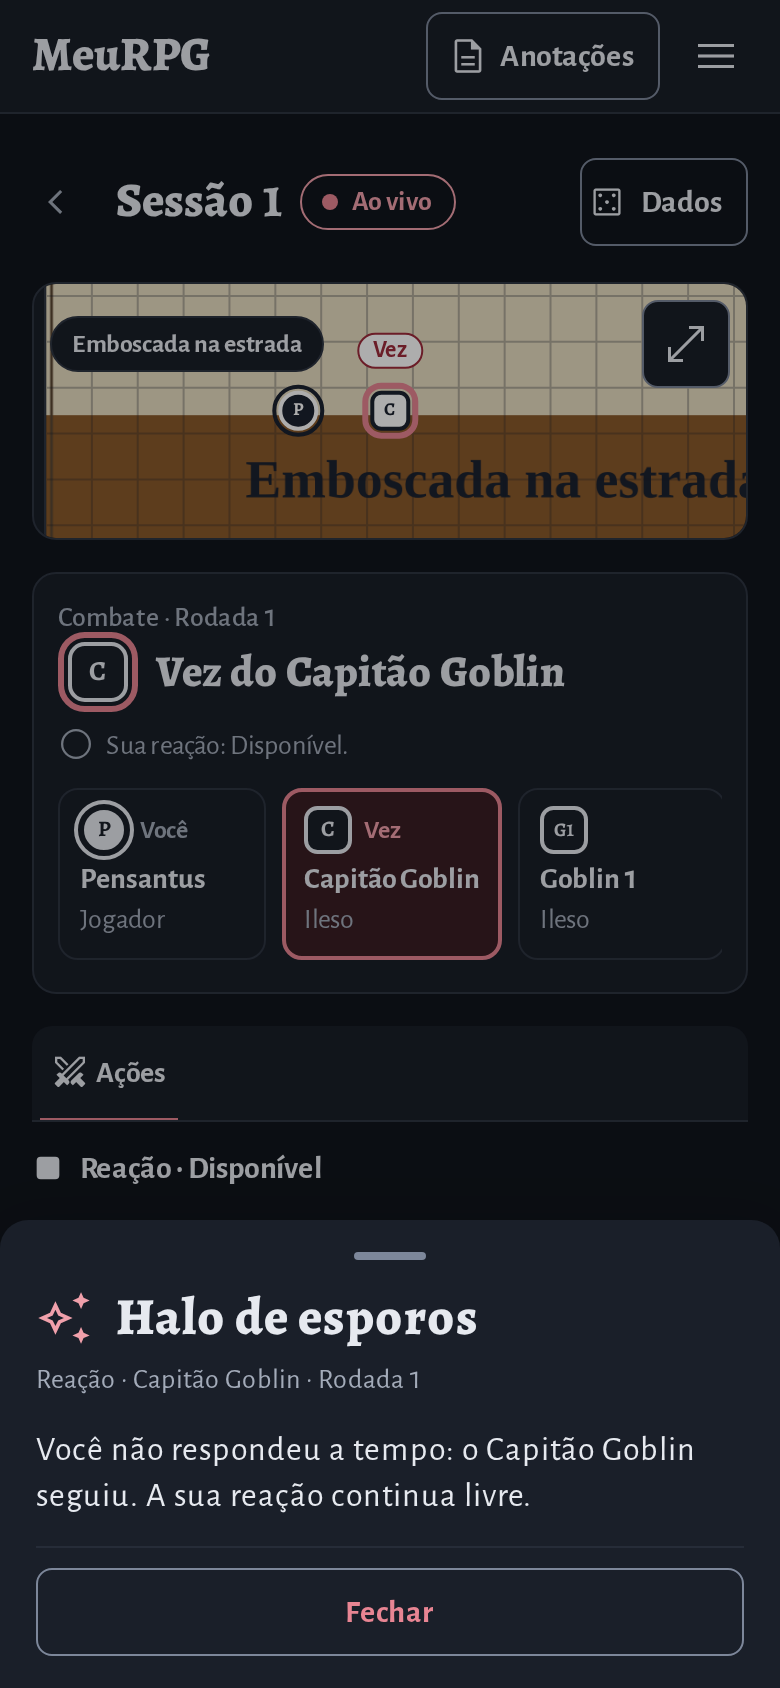 MeuRPG
Anotações
Sessão 1
Ao vivo
Dados
Emboscada na estrada
Vez
P
C
Emboscada na estrada
Combate · Rodada 1
C
Vez do Capitão Goblin
Sua reação: Disponível.
P Você
Pensantus
Jogador
C Vez
Capitão Goblin
Ileso
G1
Goblin 1
Ileso
Ações
Reação · Disponível
Halo de esporos
Reação · Capitão Goblin · Rodada 1
Você não respondeu a tempo: o Capitão Goblin
seguiu. A sua reação continua livre.
Fechar